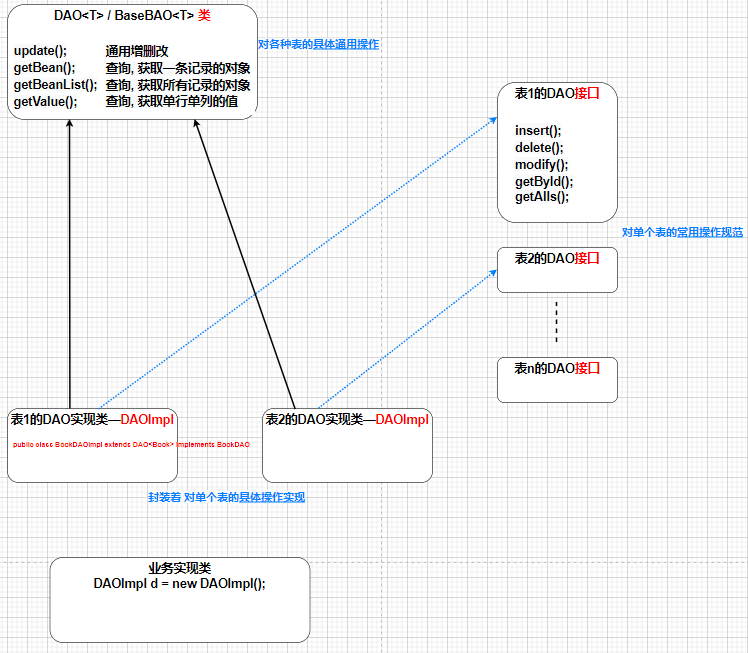 DAO<T> / BaseBAO<T> 类
update(); 通用增删改
getBean(); 查询, 获取一条记录的对象
getBeanList(); 查询, 获取所有记录的对象
getValue(); 查询, 获取单行单列的值
对各种表的具体通用操作
表1的DAO接口
insert();
delete();
modify();
getById();
getAlls();
对单个表的常用操作规范
表2的DAO接口
表n的DAO接口
表1的DAO实现类—DAOImpl
public class BookDAOImpl extends DAO<Book> implements BookDAO
表2的DAO实现类—DAOImpl
封装着 对单个表的具体操作实现
业务实现类
DAOImpl d = new DAOImpl();